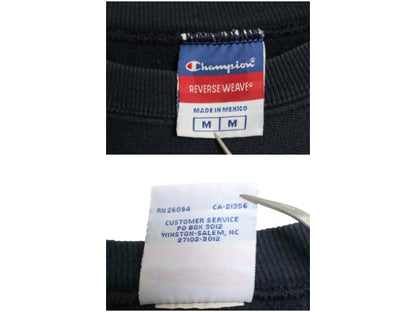 Champion
REVERSE WEAVE®
MADE IN MEXICO
M M
RN 26094 CA-21356
CUSTOMER SERVICE
PO BOX 3012
WINSTON-SALEM, NC
27102-3012